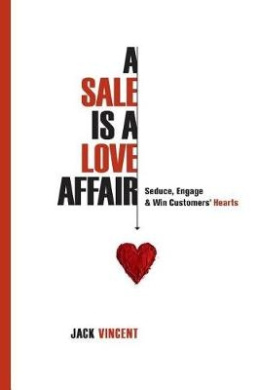 A
SALE
IS A
LOVE
AFFAIR
Seduce, Engage
& Win Customers' Hearts
JACK VINCENT